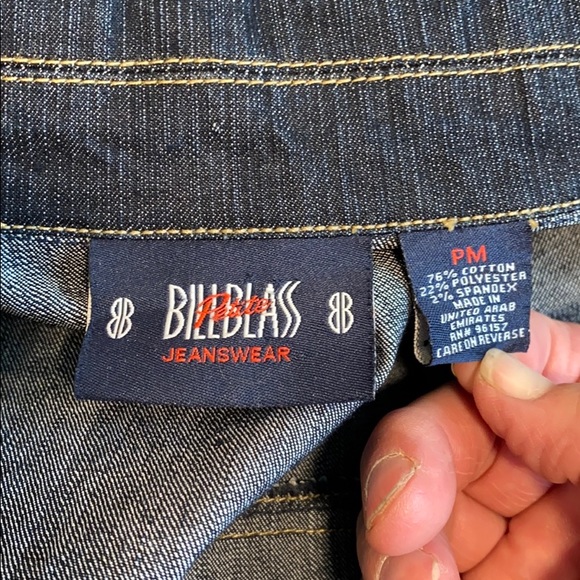 BB BILLBLASS BB
Petite
JEANSWEAR
PM
76% COTTON
22% POLYESTER
2% SPANDEX
MADE IN
UNITED ARAB
EMIRATES
RNN 96157
CARE ON REVERSE